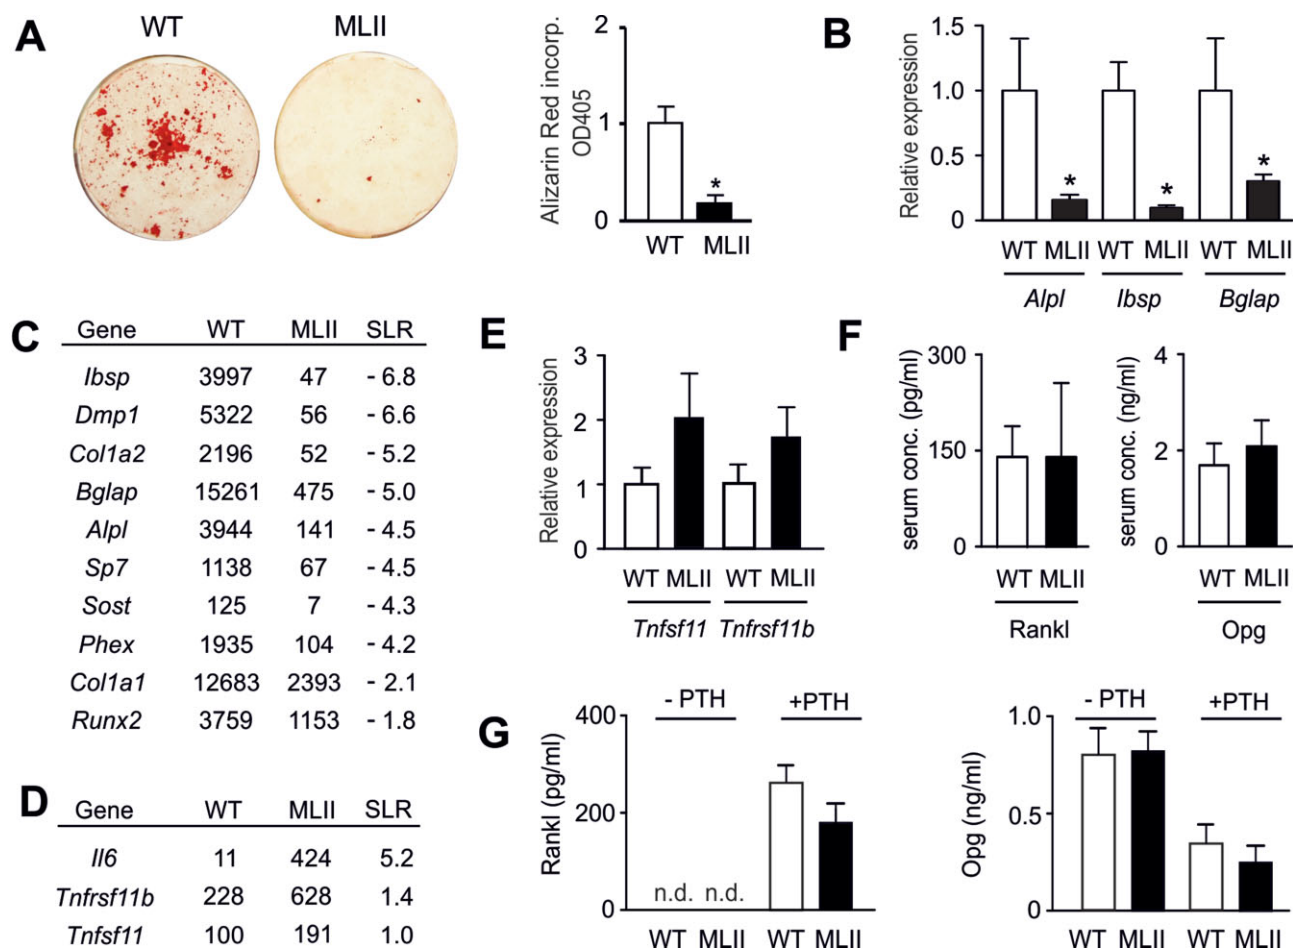 A
WT
MLII
Alizarin Red incorp.
OD405
2
1
0
*
WT
MLII
B
Relative expression
1.5
1.0
0.5
0
*
*
*
WT MLII WT MLII WT MLII
Alpl
Ibsp
Bglap
C
Gene WT MLII SLR
Ibsp 3997 47 - 6.8
Dmp1 5322 56 - 6.6
Col1a2 2196 52 - 5.2
Bglap 15261 475 - 5.0
Alpl 3944 141 - 4.5
Sp7 1138 67 - 4.5
Sost 125 7 - 4.3
Phex 1935 104 - 4.2
Col1a1 12683 2393 - 2.1
Runx2 3759 1153 - 1.8
D
Gene WT MLII SLR
Il6 11 424 5.2
Tnfrsf11b 228 628 1.4
Tnfsf11 100 191 1.0
E
Relative expression
3
2
1
0
WT MLII WT MLII
Tnfsf11
Tnfrsf11b
F
serum conc. (pg/ml)
300
150
0
WT MLII
Rankl
serum conc. (ng/ml)
4
2
0
WT MLII
Opg
G
Rankl (pg/ml)
400
200
0
- PTH
+PTH
n.d. n.d.
WT MLII WT MLII
Opg (ng/ml)
1.0
0.5
0
- PTH
+PTH
WT MLII WT MLII